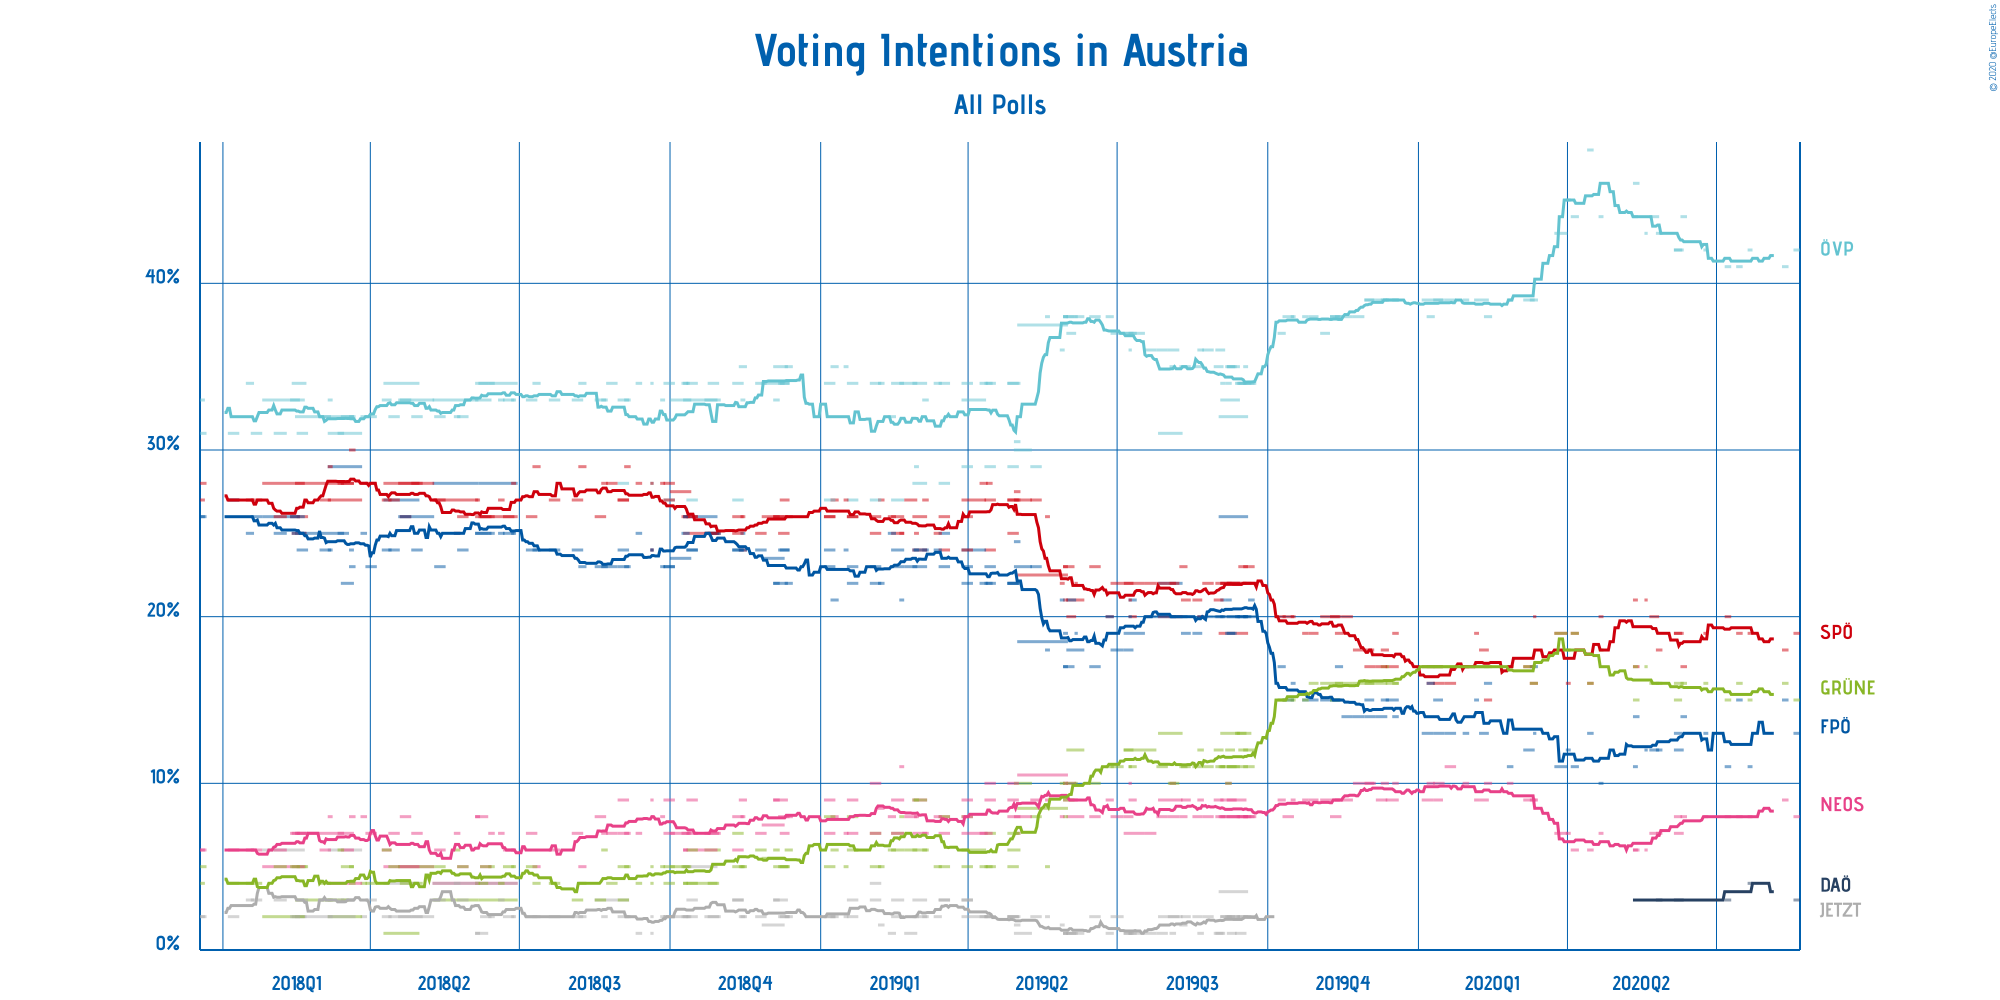 © 2020 @EuropeElects
Voting Intentions in Austria
All Polls
40%
30%
20%
10%
0%
ÖVP
SPÖ
GRÜNE
FPÖ
NEOS
DAÖ
JETZT
2018Q1 2018Q2 2018Q3 2018Q4 2019Q1 2019Q2 2019Q3 2019Q4 2020Q1 2020Q2